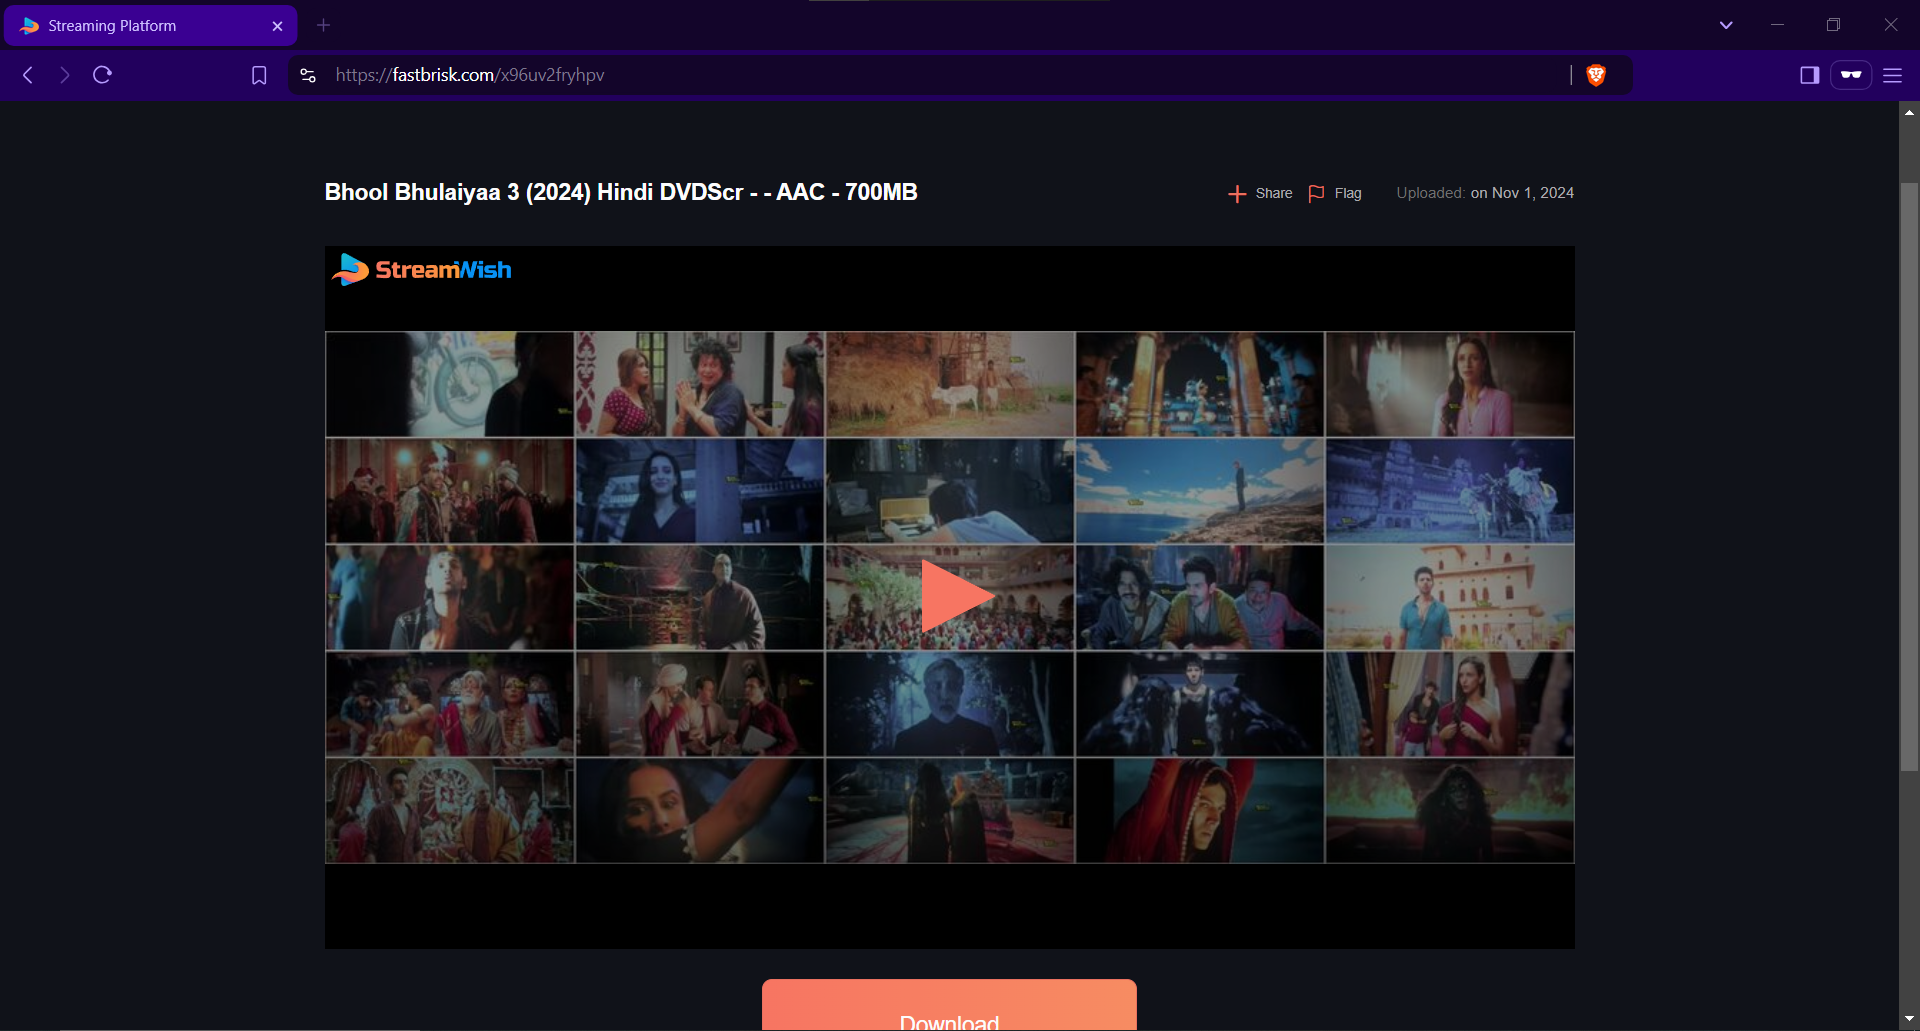 Streaming Platform
https://fastbrisk.com/x96uv2fryhpv
Bhool Bhulaiyaa 3 (2024) Hindi DVDScr - - AAC - 700MB
Share
Flag
Uploaded: on Nov 1, 2024
StreamWish
Download